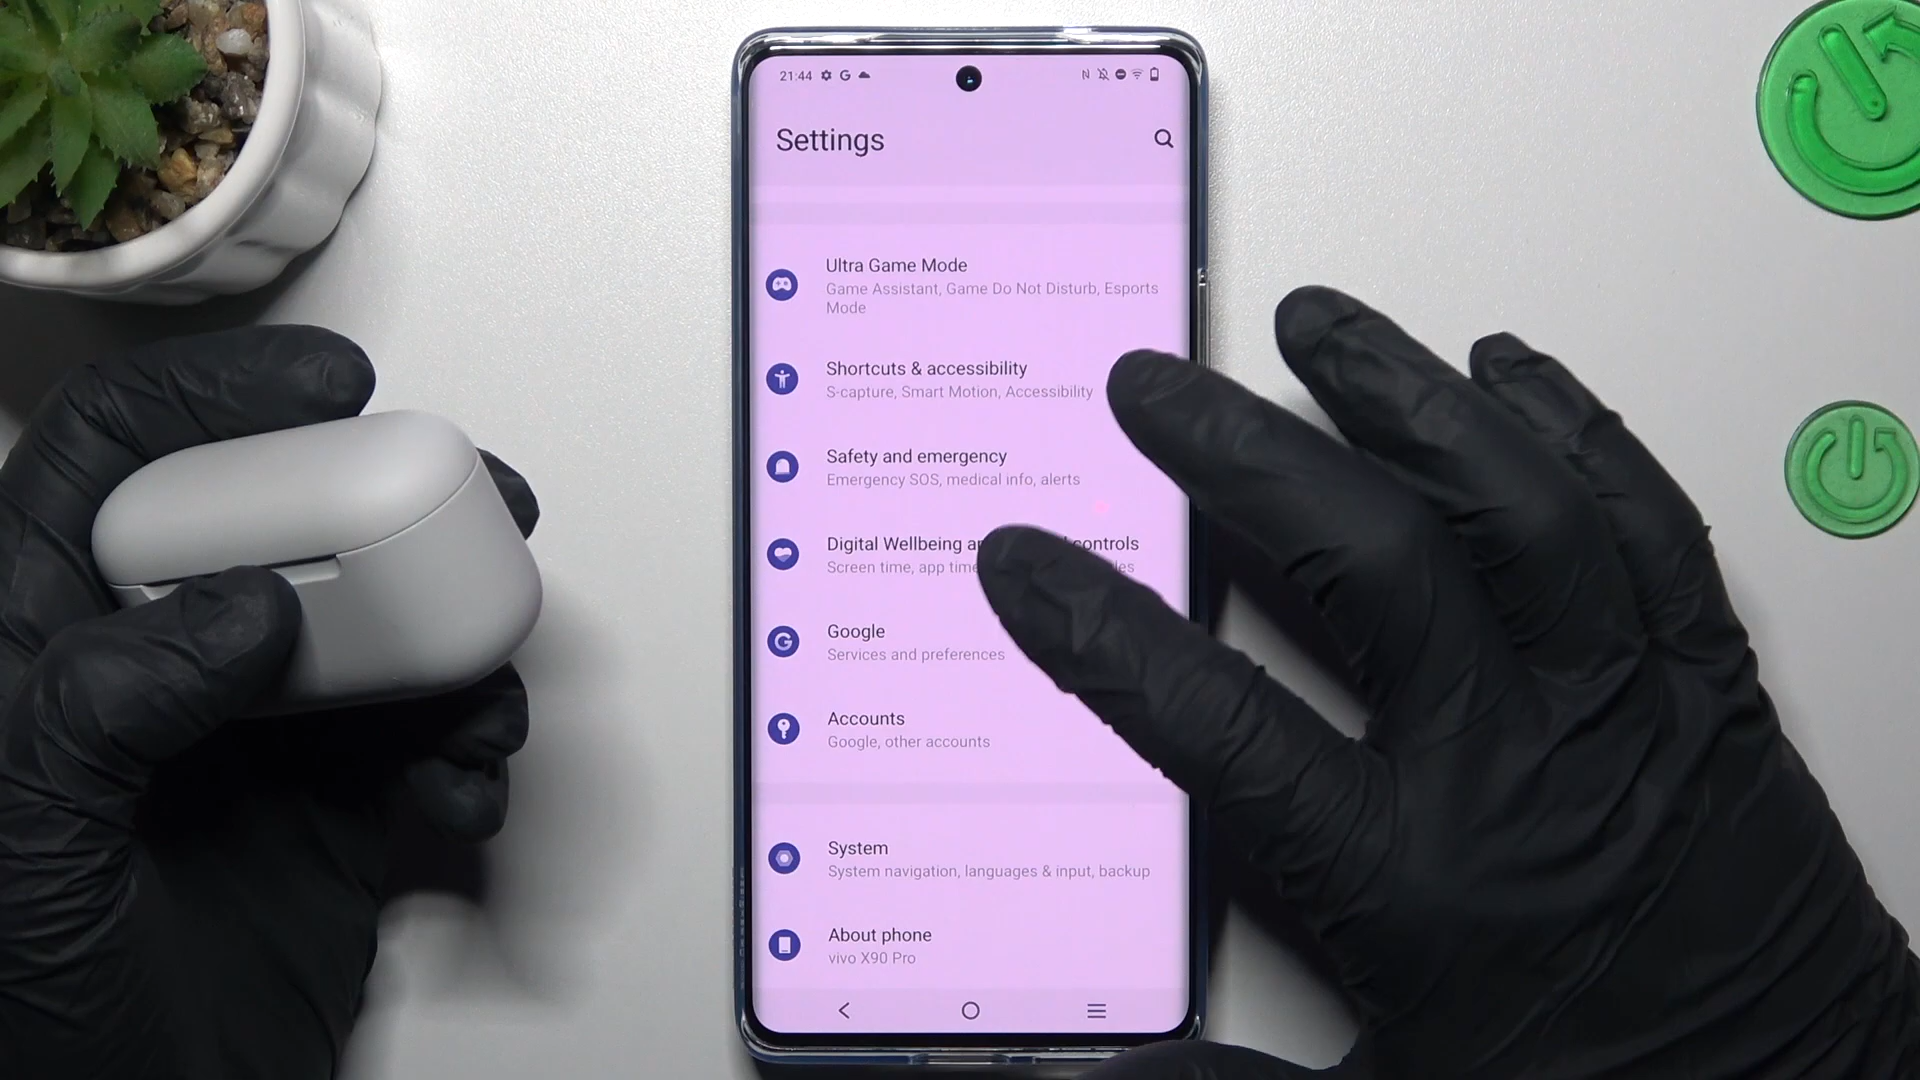 21:44
Settings
Ultra Game Mode
Game Assistant, Game Do Not Disturb, Esports
Mode
Shortcuts & accessibility
S-capture, Smart Motion, Accessibility
Safety and emergency
Emergency SOS, medical info, alerts
Digital Wellbeing controls
Screen time, app
Google
Services and preferences
Accounts
Google, other accounts
System
System navigation, languages & input, backup
About phone
vivo X90 Pro